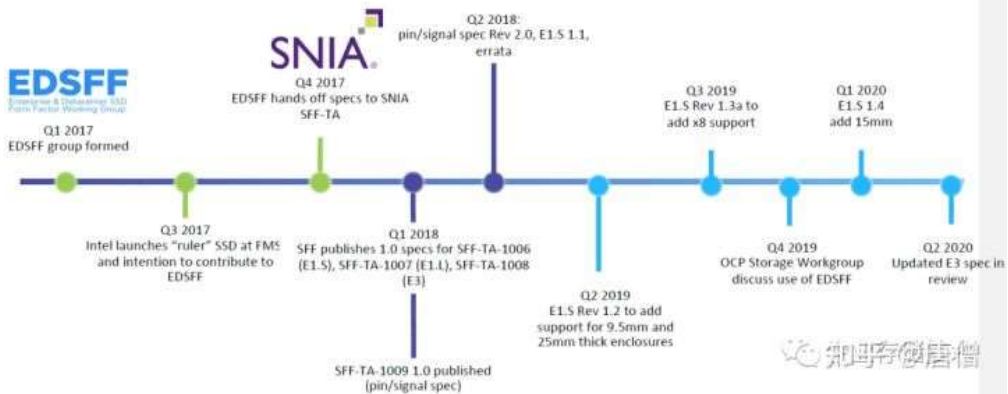 EDSFF
Enterprise & Datacenter SSD
Form Factor Working Group
Q1 2017
EDSFF group formed
Q3 2017
Intel launches "ruler" SSD at FMS
and intention to contribute to
EDSFF
SNIA.
Q4 2017
EDSFF hands off specs to SNIA
SFF-TA
Q1 2018
SFF publishes 1.0 specs for SFF-TA-1006
(E1.S), SFF-TA-1007 (E1.L), SFF-TA-1008
(E3)
SFF-TA-1009 1.0 published
(pin/signal spec)
Q2 2018:
pin/signal spec Rev 2.0, E1.S 1.1,
errata
Q2 2019
E1.S Rev 1.2 to add
support for 9.5mm and
25mm thick enclosures
Q3 2019
E1.S Rev 1.3a to
add x8 support
Q4 2019
OCP Storage Workgroup
discuss use of EDSFF
Q1 2020
E1.S 1.4
add 15mm
Q2 2020
Updated E3 spec in
review
知乎 @唐僧